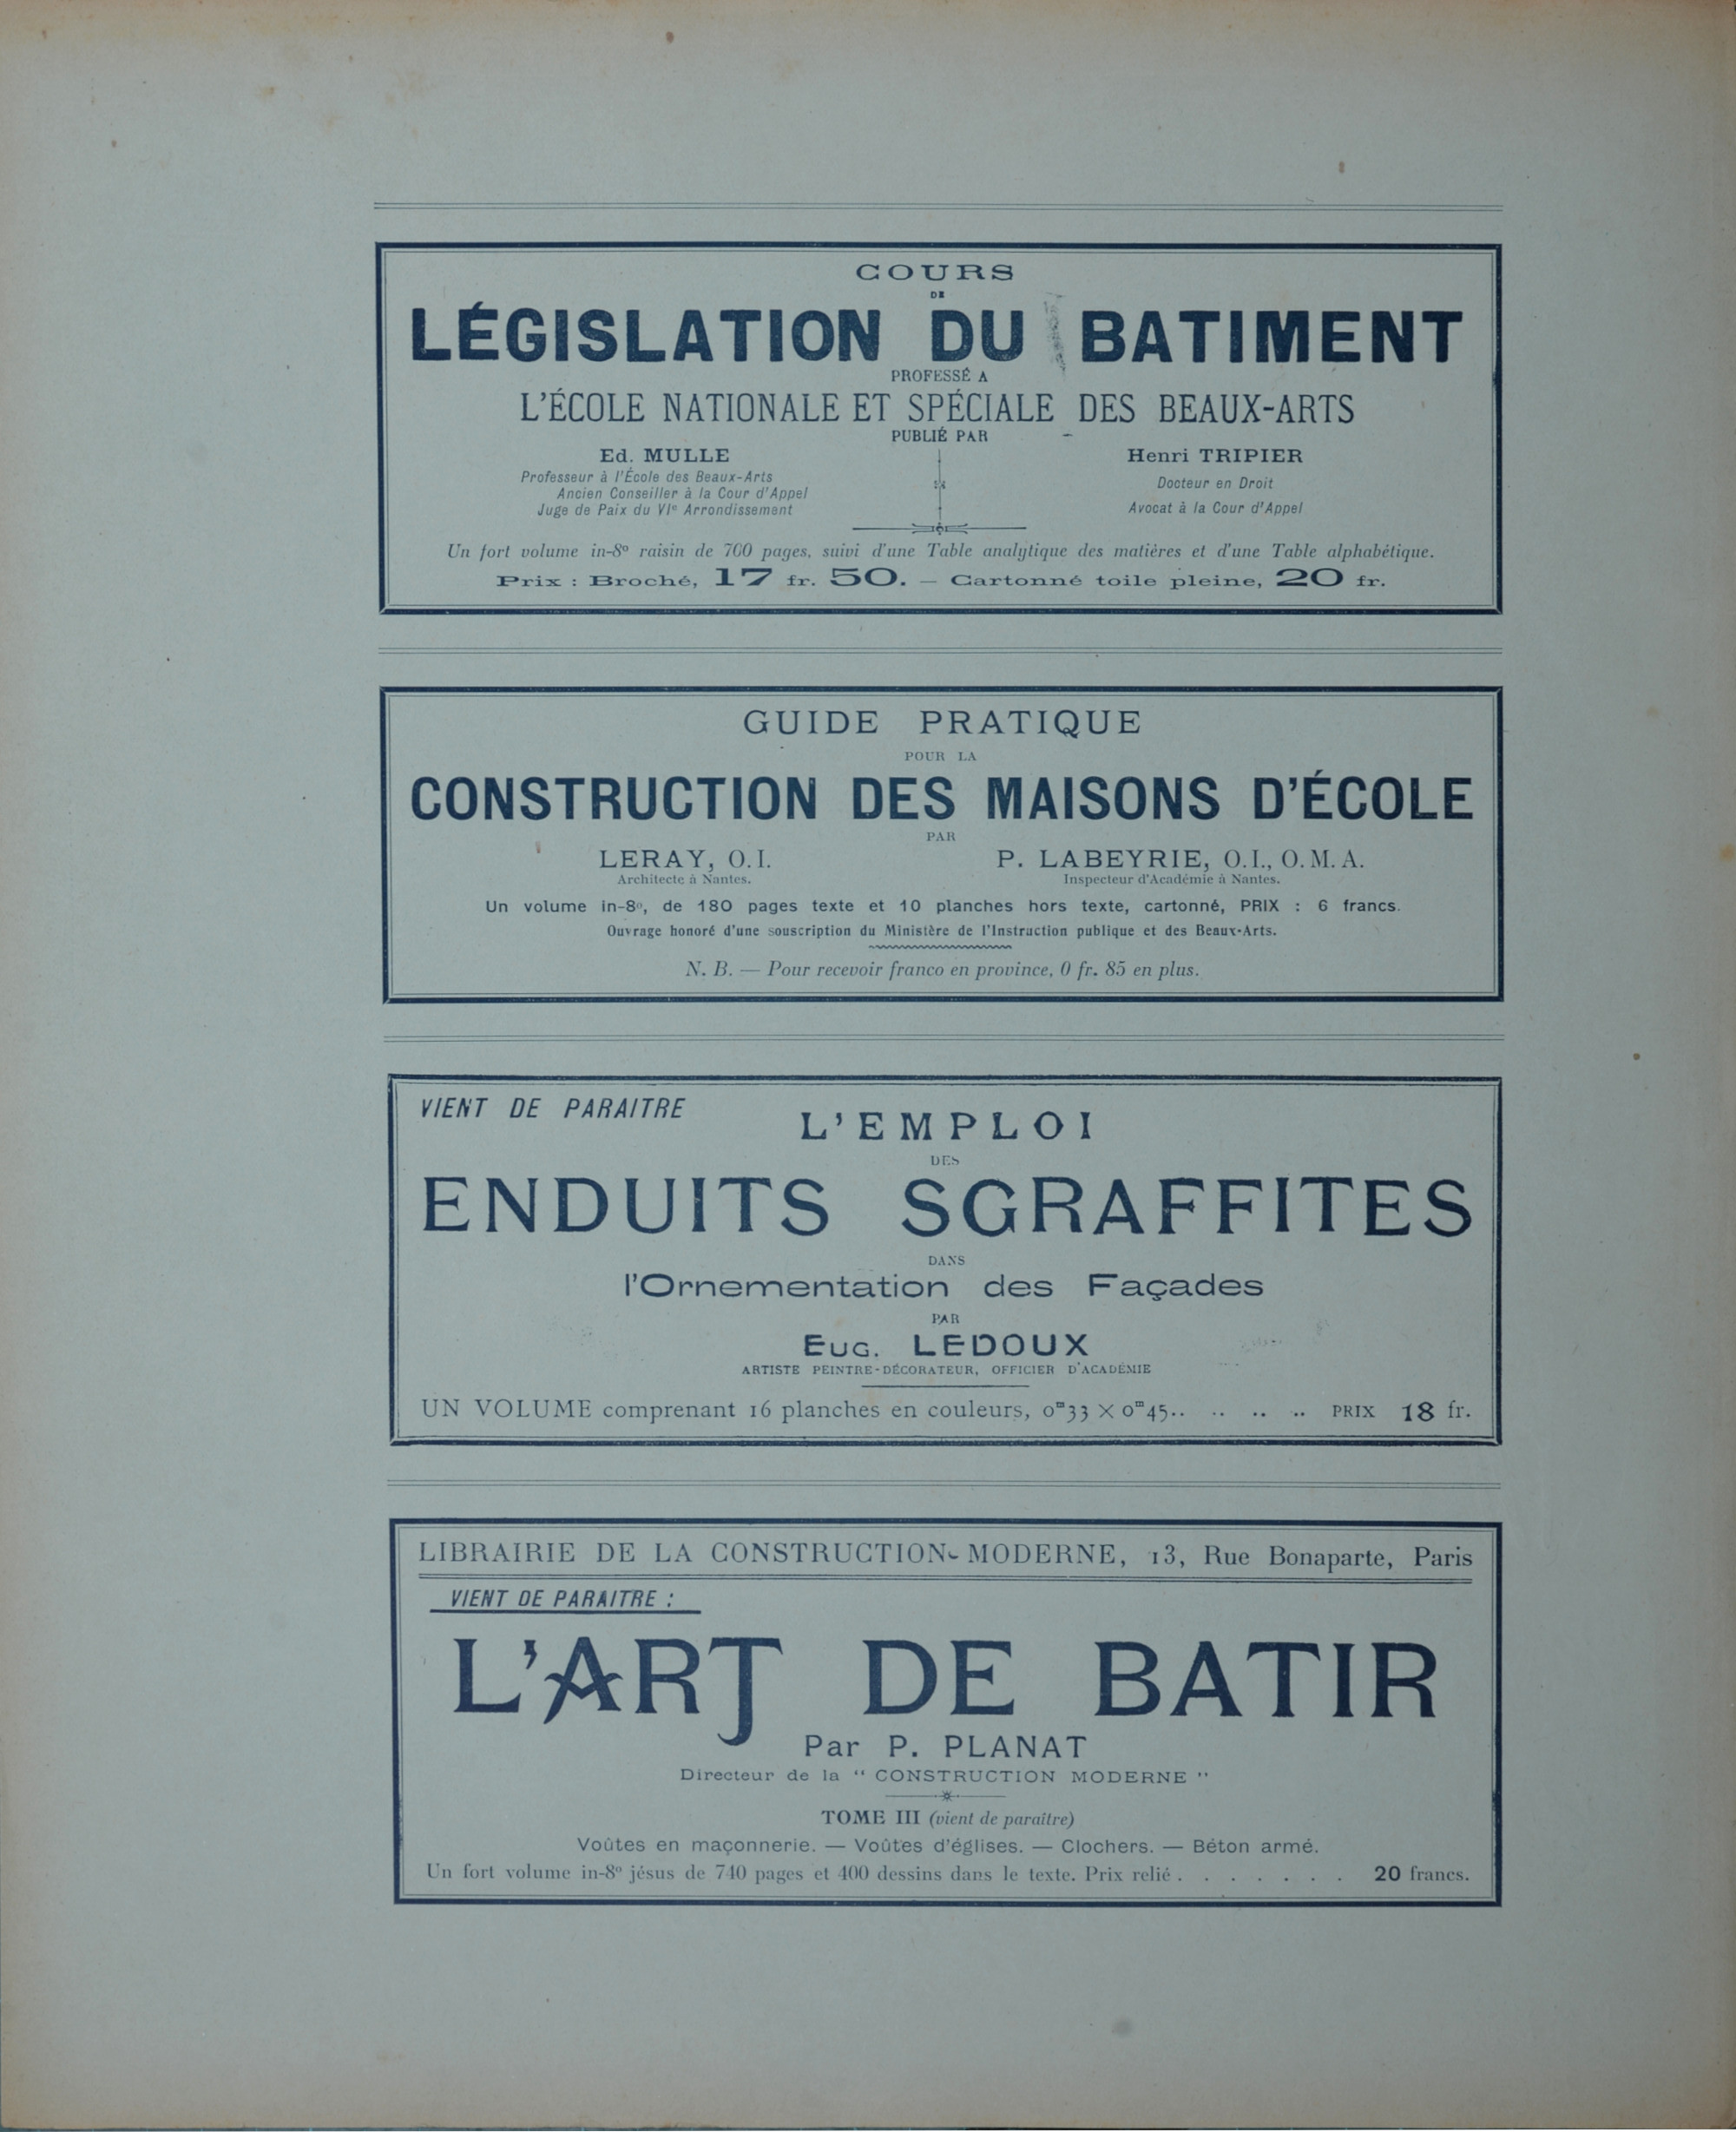 COURS
DE
LÉGISLATION DU BATIMENT
PROFESSÉ A
L'ÉCOLE NATIONALE ET SPÉCIALE DES BEAUX-ARTS
PUBLIÉ PAR
Ed. MULLE
Professeur à l'École des Beaux-Arts
Ancien Conseiller à la Cour d'Appel
Juge de Paix du VIe Arrondissement
Henri TRIPIER
Docteur en Droit
Avocat à la Cour d'Appel
Un fort volume in-8º raisin de 700 pages, suivi d'une Table analytique des matières et d'une Table alphabétique.
Prix : Broché, 17 fr. 50. — Cartonné toile pleine, 20 fr.
GUIDE PRATIQUE
POUR LA
CONSTRUCTION DES MAISONS D'ÉCOLE
PAR
LERAY, O.I.
Architecte à Nantes.
P. LABEYRIE, O.I., O.M.A.
Inspecteur d'Académie à Nantes.
Un volume in-8º, de 180 pages texte et 10 planches hors texte, cartonné, PRIX : 6 francs.
Ouvrage honoré d'une souscription du Ministère de l'Instruction publique et des Beaux-Arts.
N. B. — Pour recevoir franco en province, 0 fr. 85 en plus.
VIENT DE PARAITRE
L'EMPLOI
DES
ENDUITS SGRAFFITES
DANS
l'Ornementation des Façades
PAR
Eug. LEDOUX
ARTISTE PEINTRE-DÉCORATEUR, OFFICIER D'ACADÉMIE
UN VOLUME comprenant 16 planches en couleurs, 0m33 × 0m45.. .. .. .. PRIX 18 fr.
LIBRAIRIE DE LA CONSTRUCTION-MODERNE, 13, Rue Bonaparte, Paris
VIENT DE PARAITRE :
L'ART DE BATIR
Par P. PLANAT
Directeur de la " CONSTRUCTION MODERNE "
TOME III (vient de paraître)
Voûtes en maçonnerie. — Voûtes d'églises. — Clochers. — Béton armé.
Un fort volume in-8º jésus de 740 pages et 400 dessins dans le texte. Prix relié . . . . . . . 20 francs.